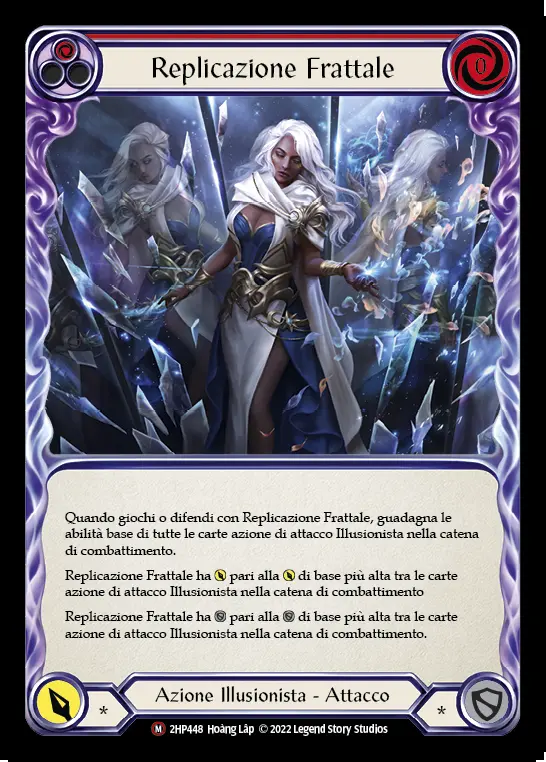 Replicazione Frattale
0
Quando giochi o difendi con Replicazione Frattale, guadagna le
abilità base di tutte le carte azione di attacco Illusionista nella catena
di combattimento.
Replicazione Frattale ha pari alla di base più alta tra le carte
azione di attacco Illusionista nella catena di combattimento
Replicazione Frattale ha pari alla di base più alta tra le carte
azione di attacco Illusionista nella catena di combattimento.
* Azione Illusionista - Attacco *
M 2HP448 Hoàng Lập © 2022 Legend Story Studios